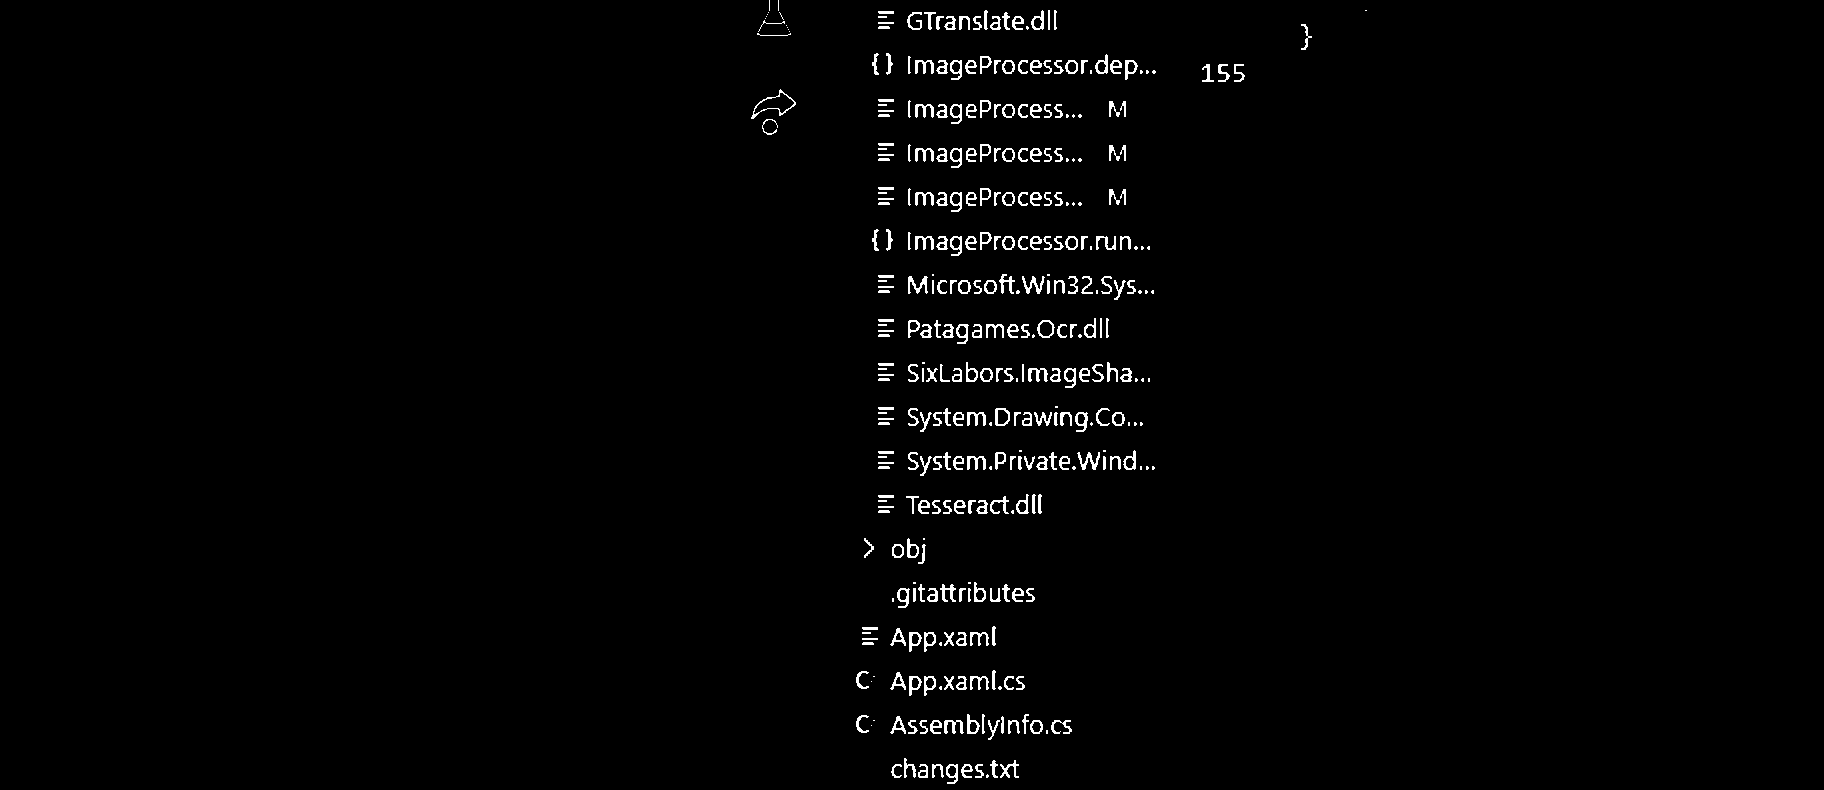 GTranslate.dll
}
{} ImageProcessor.dep...
155
ImageProcess... M
ImageProcess... M
ImageProcess... M
{} ImageProcessor.run...
Microsoft.Win32.Sys...
Patagames.Ocr.dll
SixLabors.ImageSha...
System.Drawing.Co...
System.Private.Wind...
Tesseract.dll
> obj
.gitattributes
App.xaml
C App.xaml.cs
C AssemblyInfo.cs
changes.txt